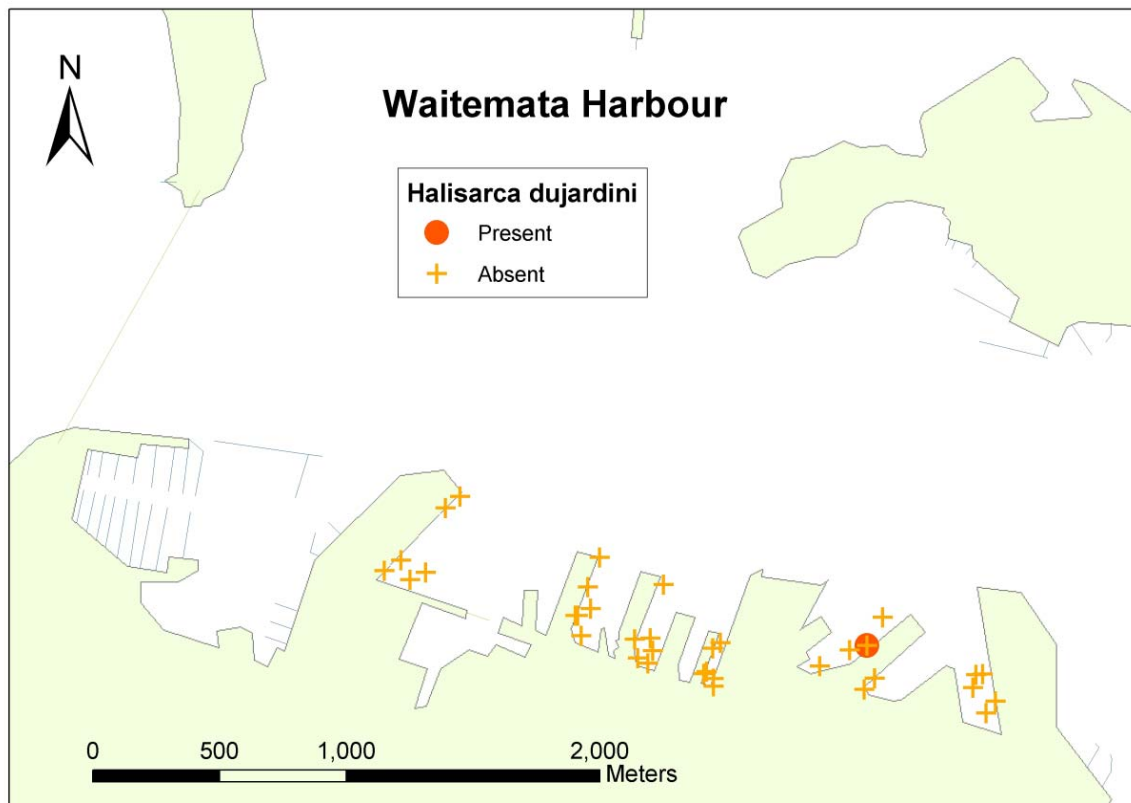 N
Waitemata Harbour
Halisarca dujardini
Present
Absent
0 500 1,000 2,000
Meters